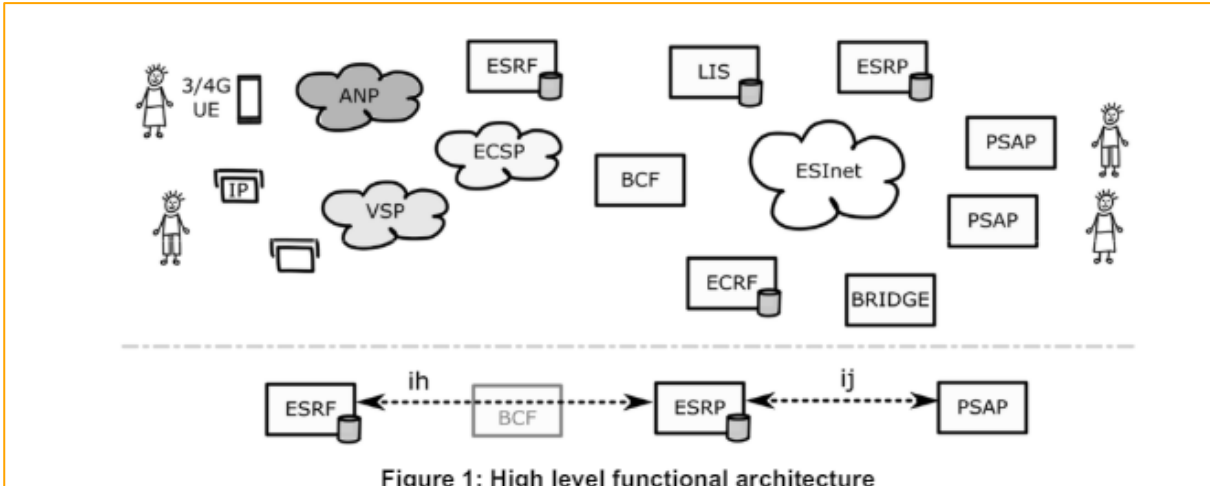 ESRF
LIS
ESRP
3/4G
UE
ANP
PSAP
ECSP
BCF
ESInet
IP
VSP
PSAP
ECRF
BRIDGE
ih
ij
ESRF
BCF
ESRP
PSAP
Figure 1: High level functional architecture